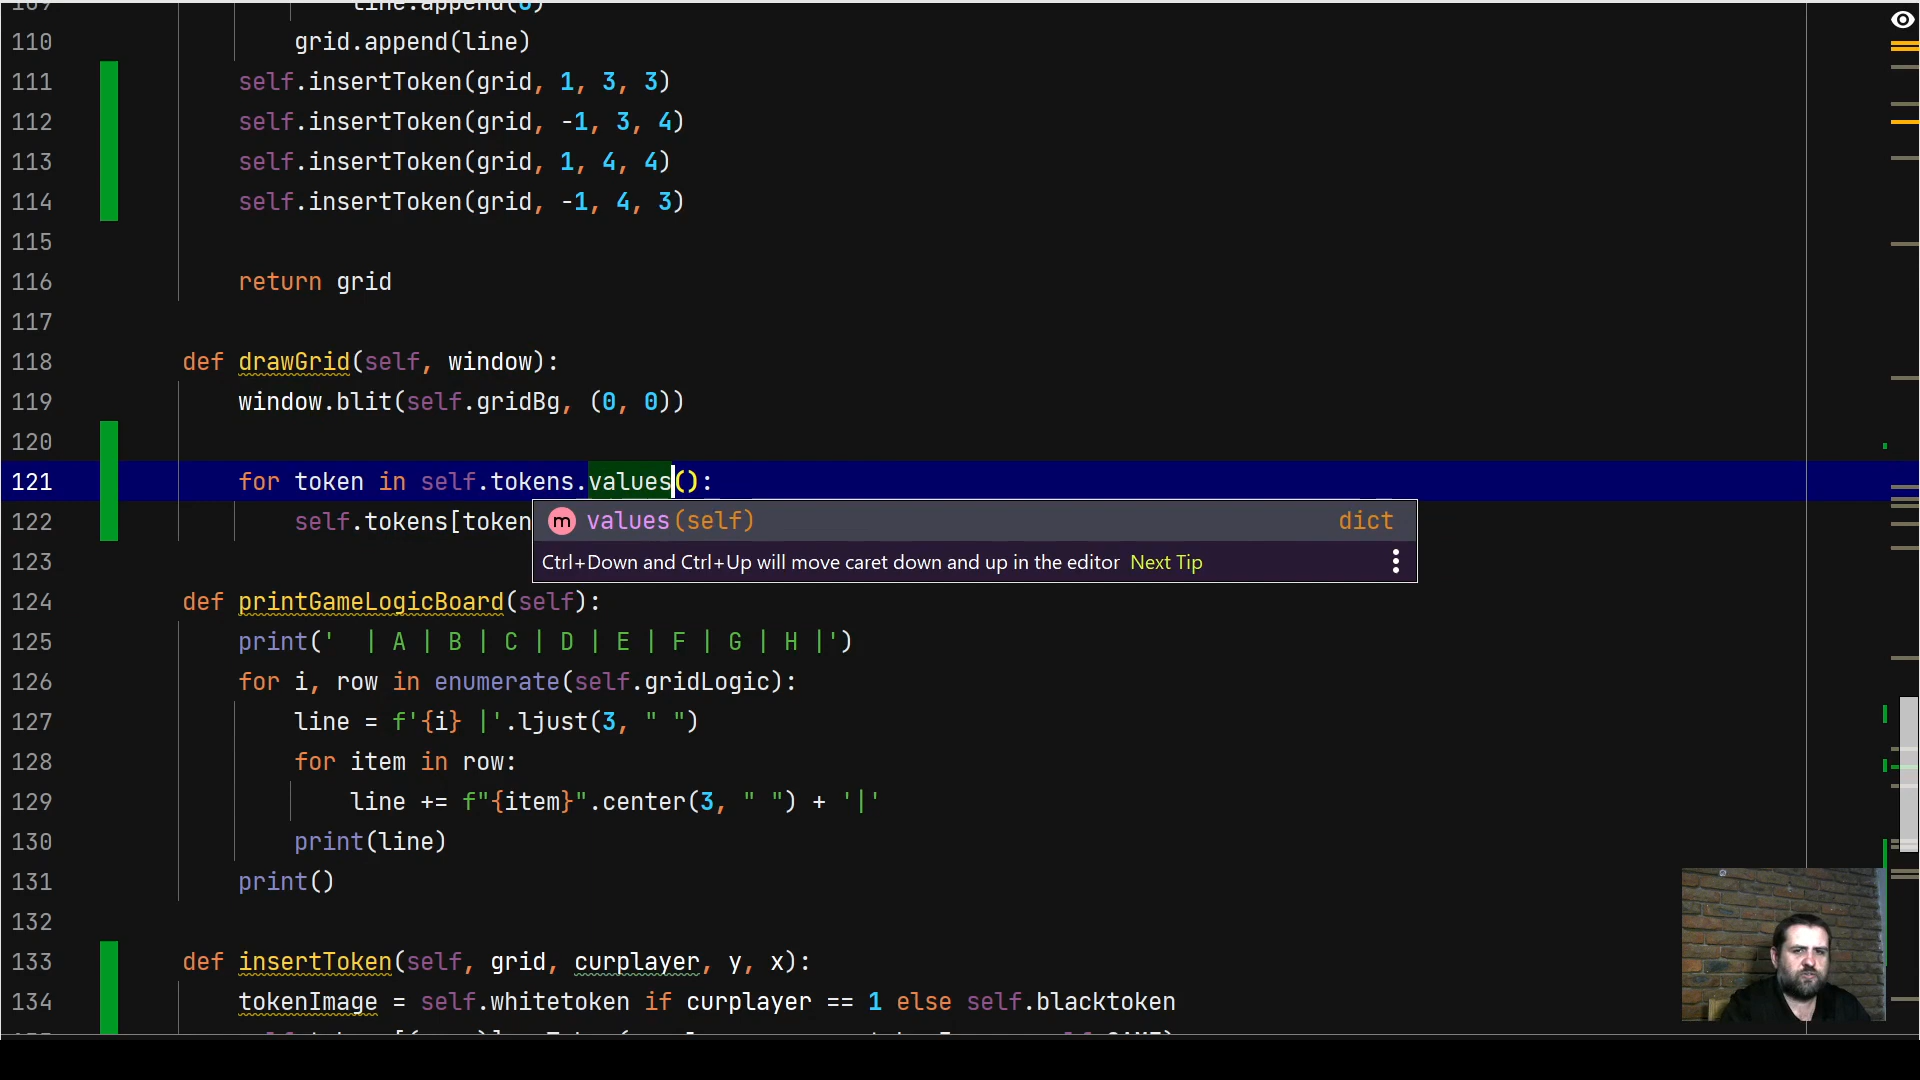 109 line.append(0)
110 grid.append(line)
111 self.insertToken(grid, 1, 3, 3)
112 self.insertToken(grid, -1, 3, 4)
113 self.insertToken(grid, 1, 4, 4)
114 self.insertToken(grid, -1, 4, 3)
115
116 return grid
117
118 def drawGrid(self, window):
119 window.blit(self.gridBg, (0, 0))
120
121 for token in self.tokens.values():
122 self.tokens[token
m values(self) dict
Ctrl+Down and Ctrl+Up will move caret down and up in the editor Next Tip
123
124 def printGameLogicBoard(self):
125 print('  | A | B | C | D | E | F | G | H |')
126 for i, row in enumerate(self.gridLogic):
127 line = f'{i} |'.ljust(3, " ")
128 for item in row:
129 line += f"{item}".center(3, " ") + '|'
130 print(line)
131 print()
132
133 def insertToken(self, grid, curplayer, y, x):
134 tokenImage = self.whitetoken if curplayer == 1 else self.blacktoken